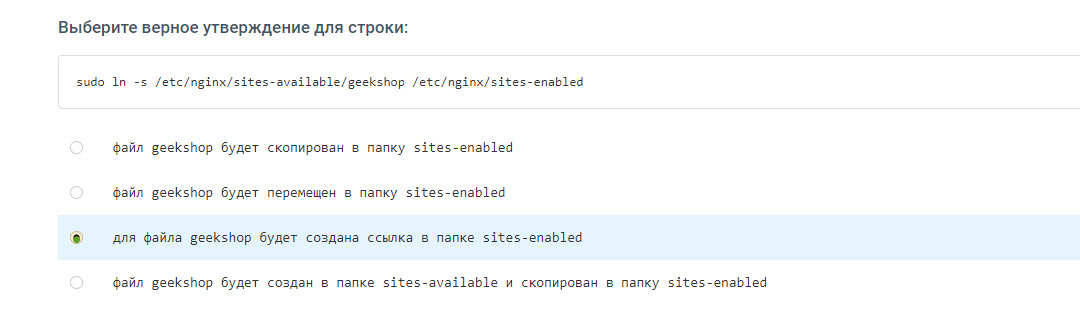 Выберите верное утверждение для строки:
sudo ln -s /etc/nginx/sites-available/geekshop /etc/nginx/sites-enabled
файл geekshop будет скопирован в папку sites-enabled
файл geekshop будет перемещен в папку sites-enabled
для файла geekshop будет создана ссылка в папке sites-enabled
файл geekshop будет создан в папке sites-available и скопирован в папку sites-enabled